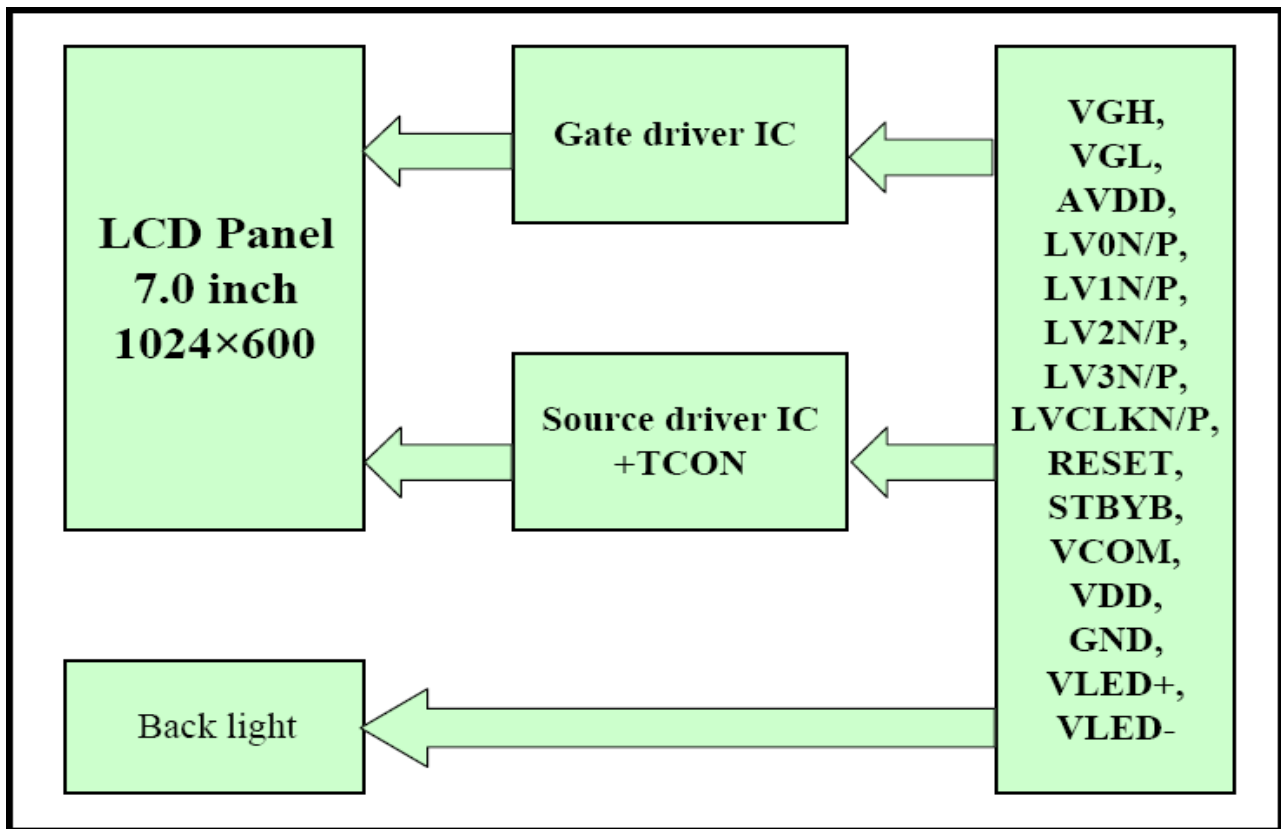 LCD Panel
7.0 inch
1024×600
Gate driver IC
Source driver IC
+TCON
Back light
VGH,
VGL,
AVDD,
LV0N/P,
LV1N/P,
LV2N/P,
LV3N/P,
LVCLKN/P,
RESET,
STBYB,
VCOM,
VDD,
GND,
VLED+,
VLED-